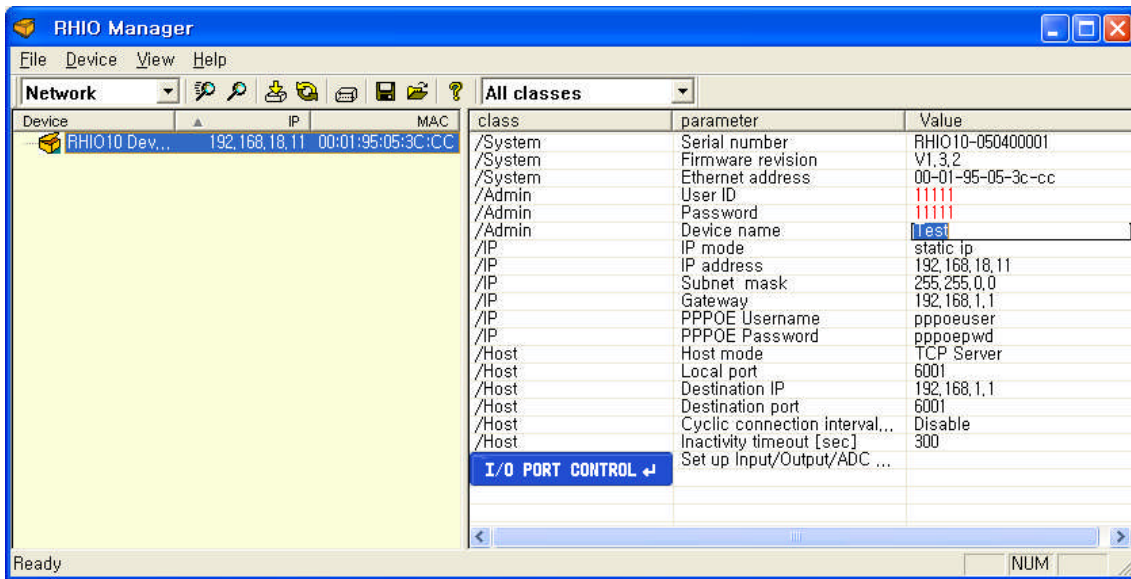 RHIO Manager
File Device View Help
Network All classes
Device IP MAC
RHIO10 Dev... 192,168,18,11 00:01:95:05:3C:CC
class parameter Value
/System Serial number RHIO10-050400001
/System Firmware revision V1,3,2
/System Ethernet address 00-01-95-05-3c-cc
/Admin User ID 11111
/Admin Password 11111
/Admin Device name Test
/IP IP mode static ip
/IP IP address 192,168,18,11
/IP Subnet mask 255,255,0,0
/IP Gateway 192,168,1,1
/IP PPPOE Username pppoeuser
/IP PPPOE Password pppoepwd
/Host Host mode TCP Server
/Host Local port 6001
/Host Destination IP 192,168,1,1
/Host Destination port 6001
/Host Cyclic connection interval... Disable
/Host Inactivity timeout [sec] 300
I/O PORT CONTROL ↵ Set up Input/Output/ADC ...
Ready NUM